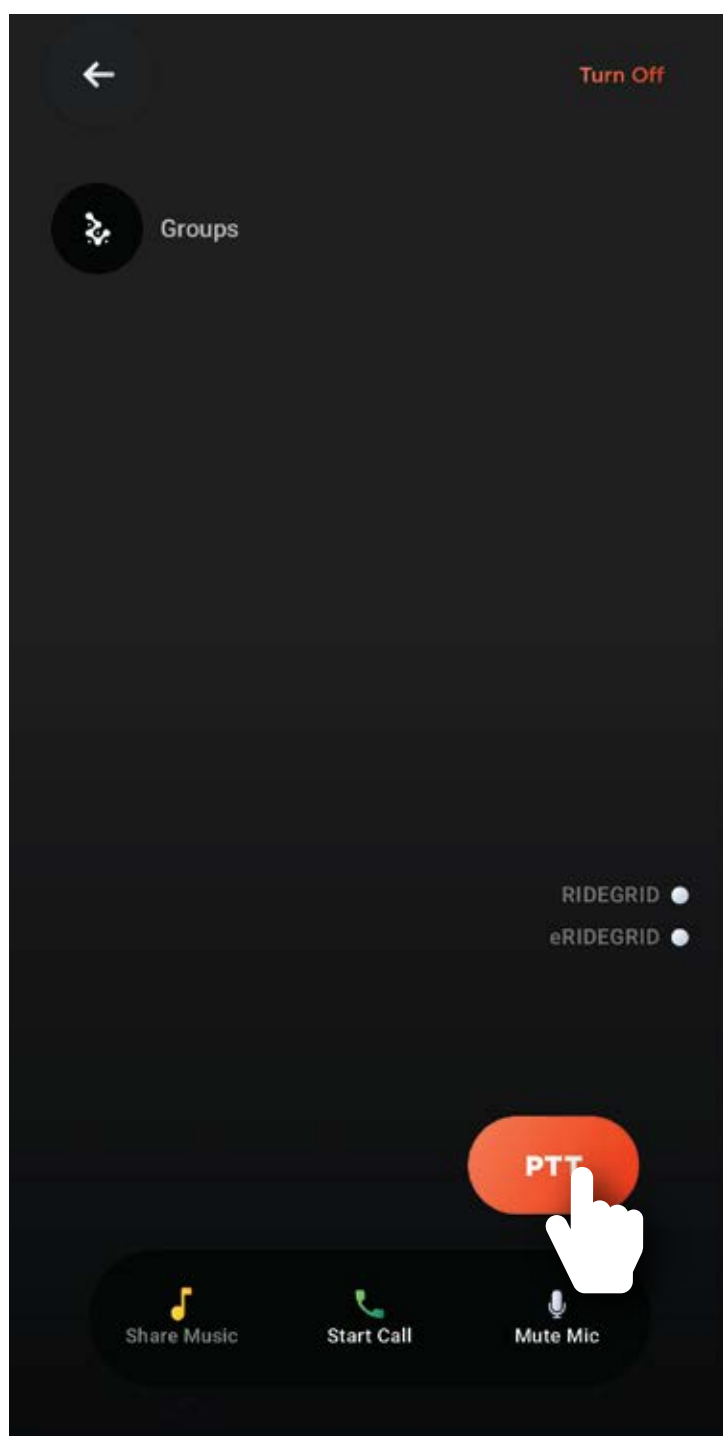 Turn Off
Groups
RIDEGRID
eRIDEGRID
PTT
Share Music Start Call Mute Mic